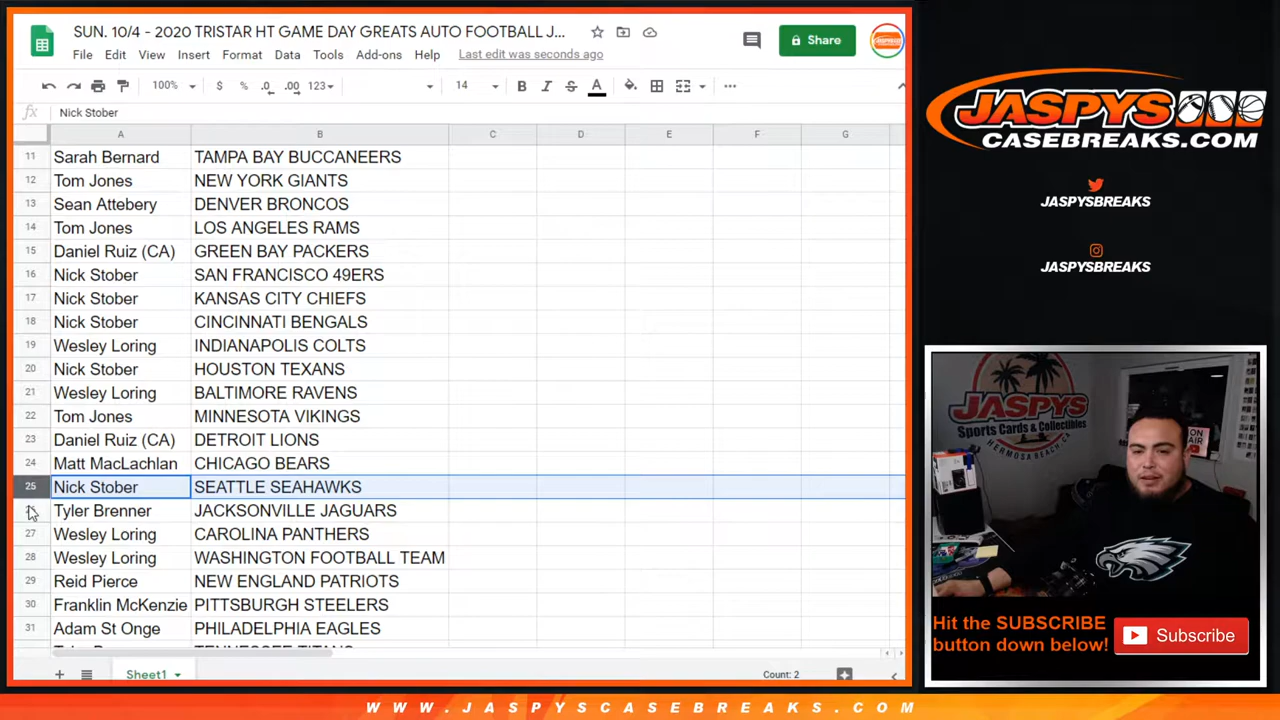 SUN. 10/4 - 2020 TRISTAR HT GAME DAY GREATS AUTO FOOTBALL J...
File Edit View Insert Format Data Tools Add-ons Help Last edit was seconds ago
Share
100% $ % .0 .00 123 14 B I S A
fx Nick Stober
A B C D E F G
11 Sarah Bernard TAMPA BAY BUCCANEERS
12 Tom Jones NEW YORK GIANTS
13 Sean Attebery DENVER BRONCOS
14 Tom Jones LOS ANGELES RAMS
15 Daniel Ruiz (CA) GREEN BAY PACKERS
16 Nick Stober SAN FRANCISCO 49ERS
17 Nick Stober KANSAS CITY CHIEFS
18 Nick Stober CINCINNATI BENGALS
19 Wesley Loring INDIANAPOLIS COLTS
20 Nick Stober HOUSTON TEXANS
21 Wesley Loring BALTIMORE RAVENS
22 Tom Jones MINNESOTA VIKINGS
23 Daniel Ruiz (CA) DETROIT LIONS
24 Matt MacLachlan CHICAGO BEARS
25 Nick Stober SEATTLE SEAHAWKS
Tyler Brenner JACKSONVILLE JAGUARS
27 Wesley Loring CAROLINA PANTHERS
28 Wesley Loring WASHINGTON FOOTBALL TEAM
29 Reid Pierce NEW ENGLAND PATRIOTS
30 Franklin McKenzie PITTSBURGH STEELERS
31 Adam St Onge PHILADELPHIA EAGLES
TENNESSEE TITANS
Sheet1 Count: 2
JASPYS
CASEBREAKS.COM
JASPYSBREAKS
JASPYSBREAKS
JASPYS
Sports Cards & Collectibles
HERMOSA BEACH, CA
ON AIR
Hit the SUBSCRIBE
button down below!
Subscribe
WWW.JASPYSCASEBREAKS.COM